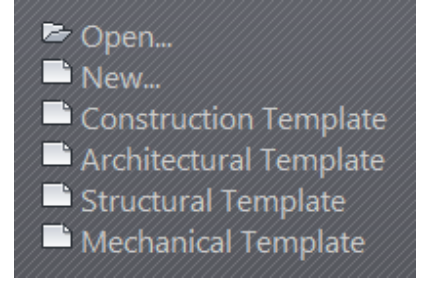 Open...
New...
Construction Template
Architectural Template
Structural Template
Mechanical Template